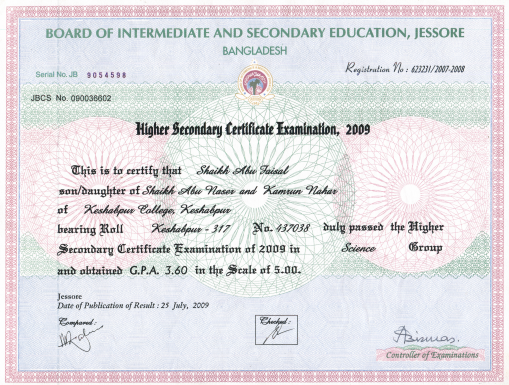 BOARD OF INTERMEDIATE AND SECONDARY EDUCATION, JESSORE
BANGLADESH
Serial No. JB 9054598
Registration No : 623231/2007-2008
JBCS No. 090036602
Higher Secondary Certificate Examination, 2009
This is to certify that Shaikh Abu Faisal
son/daughter of Shaikh Abu Naser and Kamrun Nahar
of Keshabpur College, Keshabpur
bearing Roll Keshabpur - 317 No. 437038 duly passed the Higher
Secondary Certificate Examination of 2009 in Science Group
and obtained G.P.A. 3.60 in the Scale of 5.00.
Jessore
Date of Publication of Result : 25 July, 2009
Compared :
Checked :
Controller of Examinations